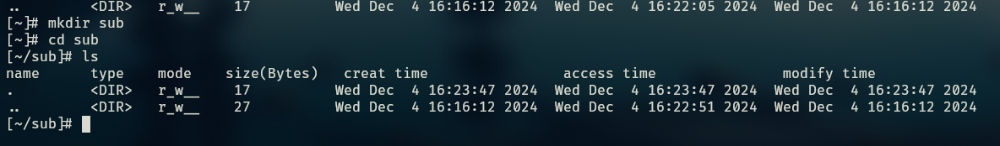 ..         <DIR>   r_w__    17          Wed Dec  4 16:16:12 2024  Wed Dec  4 16:22:05 2024  Wed Dec  4 16:16:12 2024
[~]# mkdir sub
[~]# cd sub
[~/sub]# ls
name      type    mode    size(Bytes)   creat time                access time               modify time
.         <DIR>   r_w__    17          Wed Dec  4 16:23:47 2024  Wed Dec  4 16:23:47 2024  Wed Dec  4 16:23:47 2024
..        <DIR>   r_w__    27          Wed Dec  4 16:16:12 2024  Wed Dec  4 16:22:51 2024  Wed Dec  4 16:16:12 2024
[~/sub]#